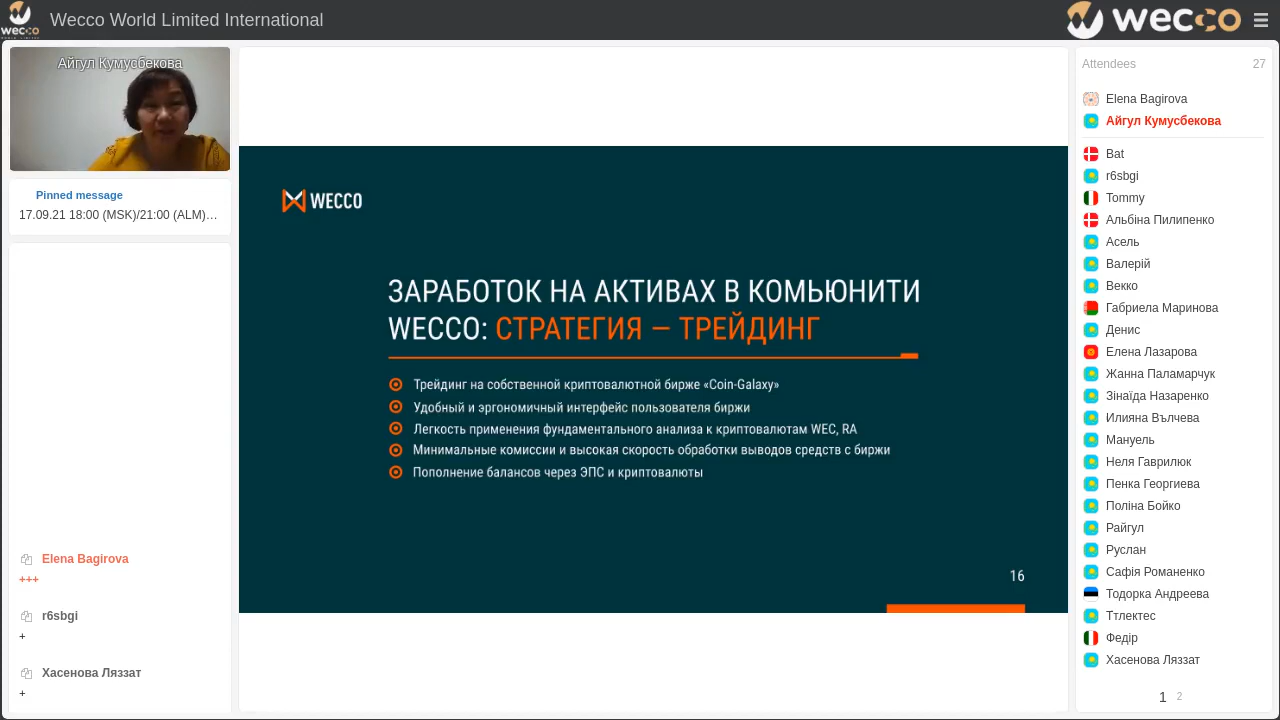 wecco
Wecco World Limited International
wecco
Айгул Кумусбекова
Pinned message
17.09.21 18:00 (MSK)/21:00 (ALM)…
Elena Bagirova
+++
r6sbgi
+
Хасенова Ляззат
+
WECCO
ЗАРАБОТОК НА АКТИВАХ В КОМЬЮНИТИ
WECCO: СТРАТЕГИЯ — ТРЕЙДИНГ
Трейдинг на собственной криптовалютной бирже «Coin-Galaxy»
Удобный и эргономичный интерфейс пользователя биржи
Легкость применения фундаментального анализа к криптовалютам WEC, RA
Минимальные комиссии и высокая скорость обработки выводов средств с биржи
Пополнение балансов через ЭПС и криптовалюты
16
Attendees 27
Elena Bagirova
Айгул Кумусбекова
Bat
r6sbgi
Tommy
Альбіна Пилипенко
Асель
Валерій
Векко
Габриела Маринова
Денис
Елена Лазарова
Жанна Паламарчук
Зінаїда Назаренко
Илияна Вълчева
Мануель
Неля Гаврилюк
Пенка Георгиева
Поліна Бойко
Райгул
Руслан
Сафія Романенко
Тодорка Андреева
Ттлектес
Федір
Хасенова Ляззат
1 2